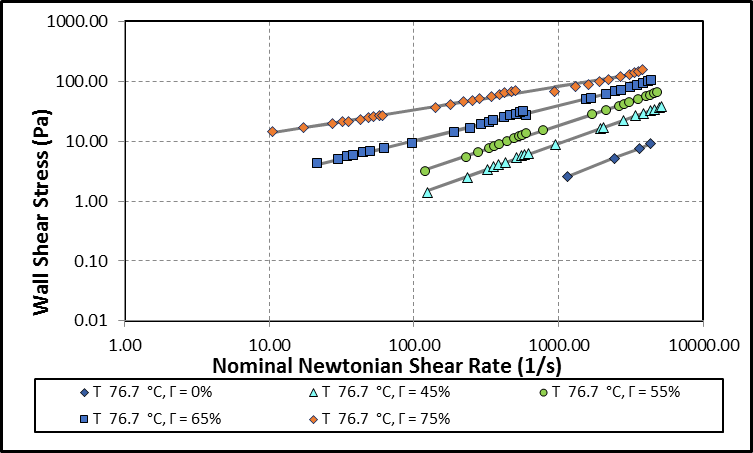 1000.00
100.00
10.00
1.00
0.10
0.01
Wall Shear Stress (Pa)
1.00 10.00 100.00 1000.00 10000.00
Nominal Newtonian Shear Rate (1/s)
T 76.7 °C, Γ = 0% T 76.7 °C, Γ = 45% T 76.7 °C, Γ = 55%
T 76.7 °C, Γ = 65% T 76.7 °C, Γ = 75%